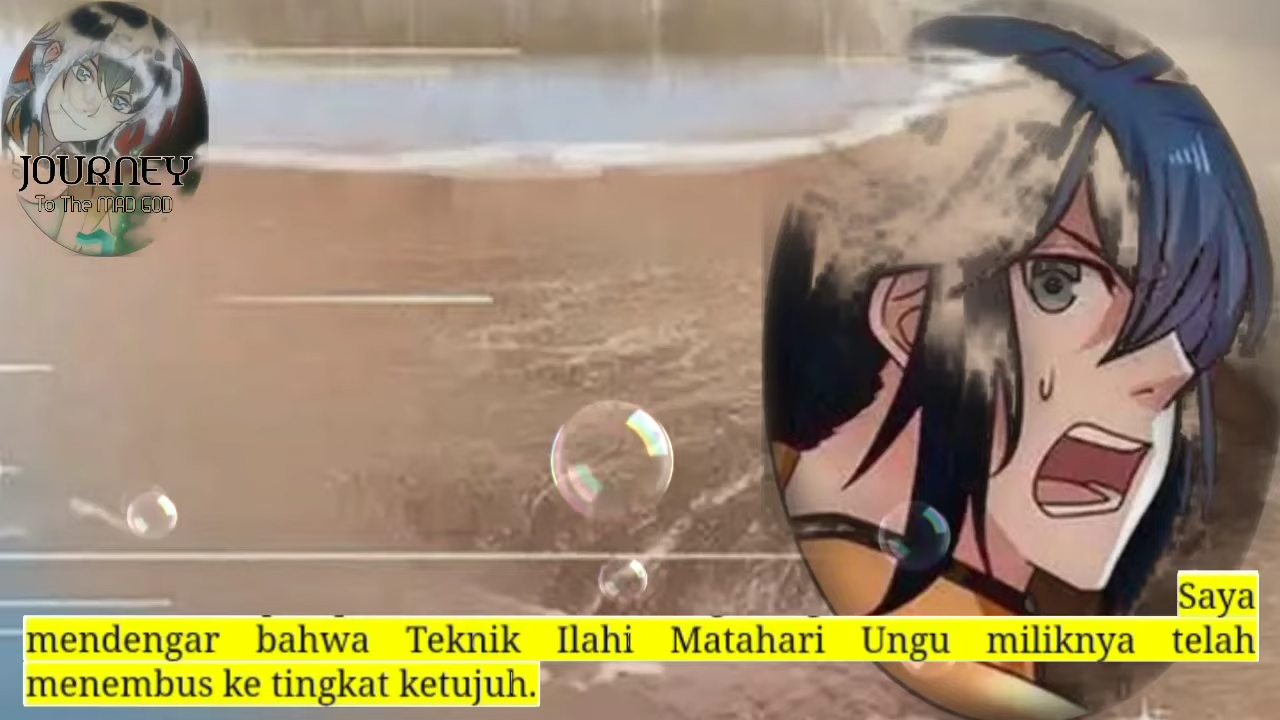 JOURNEY
To The MAD GOD
Saya
mendengar bahwa Teknik Ilahi Matahari Ungu miliknya telah
menembus ke tingkat ketujuh.